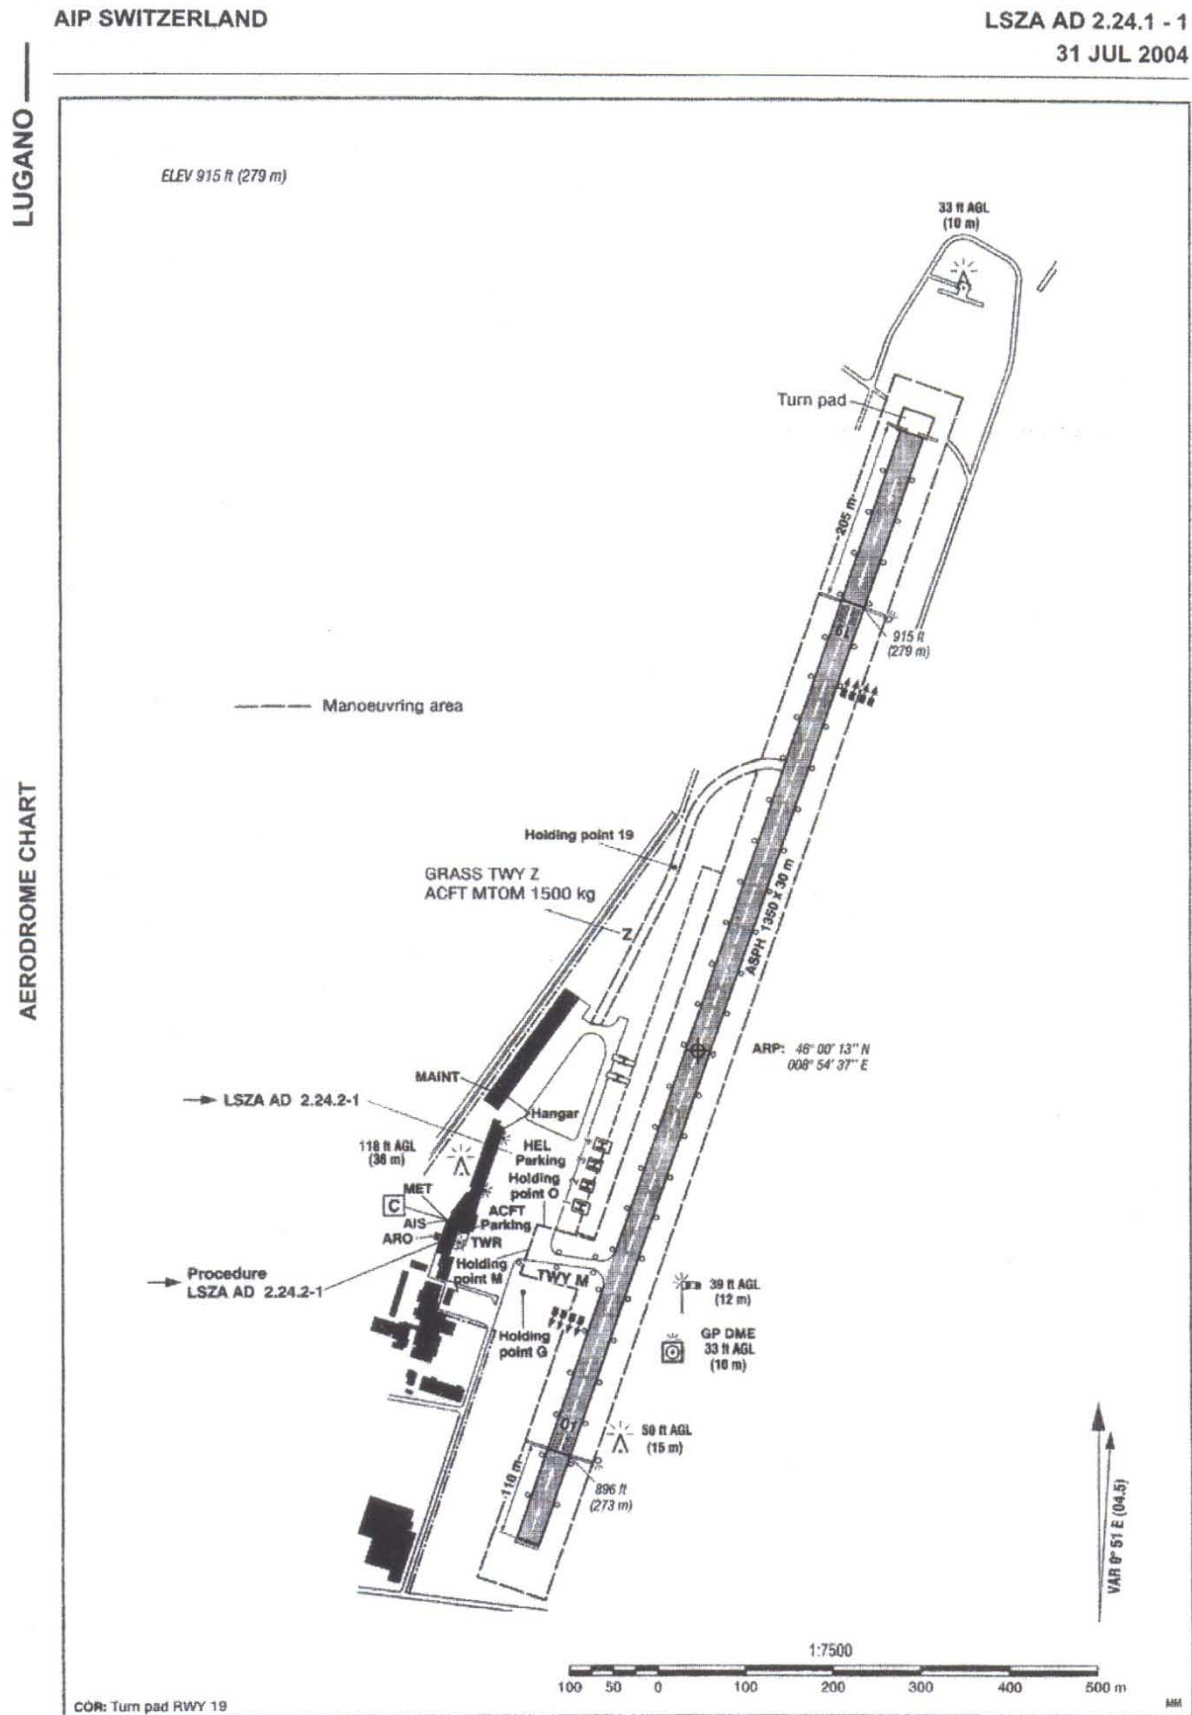 AIP SWITZERLAND
LSZA AD 2.24.1 - 1
31 JUL 2004
LUGANO
AERODROME CHART
ELEV 915 ft (279 m)
33 ft AGL
(10 m)
Turn pad
205 m
19
915 ft
(279 m)
Manoeuvring area
Holding point 19
GRASS TWY Z
ACFT MTOM 1500 kg
Z
ASPH 1350 x 30 m
ARP: 46° 00' 13" N
008° 54' 37" E
MAINT
LSZA AD 2.24.2-1
Hangar
118 ft AGL
(36 m)
HEL
Parking
Holding
point O
MET
C
AIS
ACFT
Parking
ARO
TWR
Holding
point M
TWY M
Procedure
LSZA AD 2.24.2-1
39 ft AGL
(12 m)
Holding
point G
GP DME
33 ft AGL
(10 m)
01
50 ft AGL
(15 m)
110 m
896 ft
(273 m)
VAR 0° 51 E (04.5)
1:7500
100 50 0 100 200 300 400 500 m
COR: Turn pad RWY 19
MM